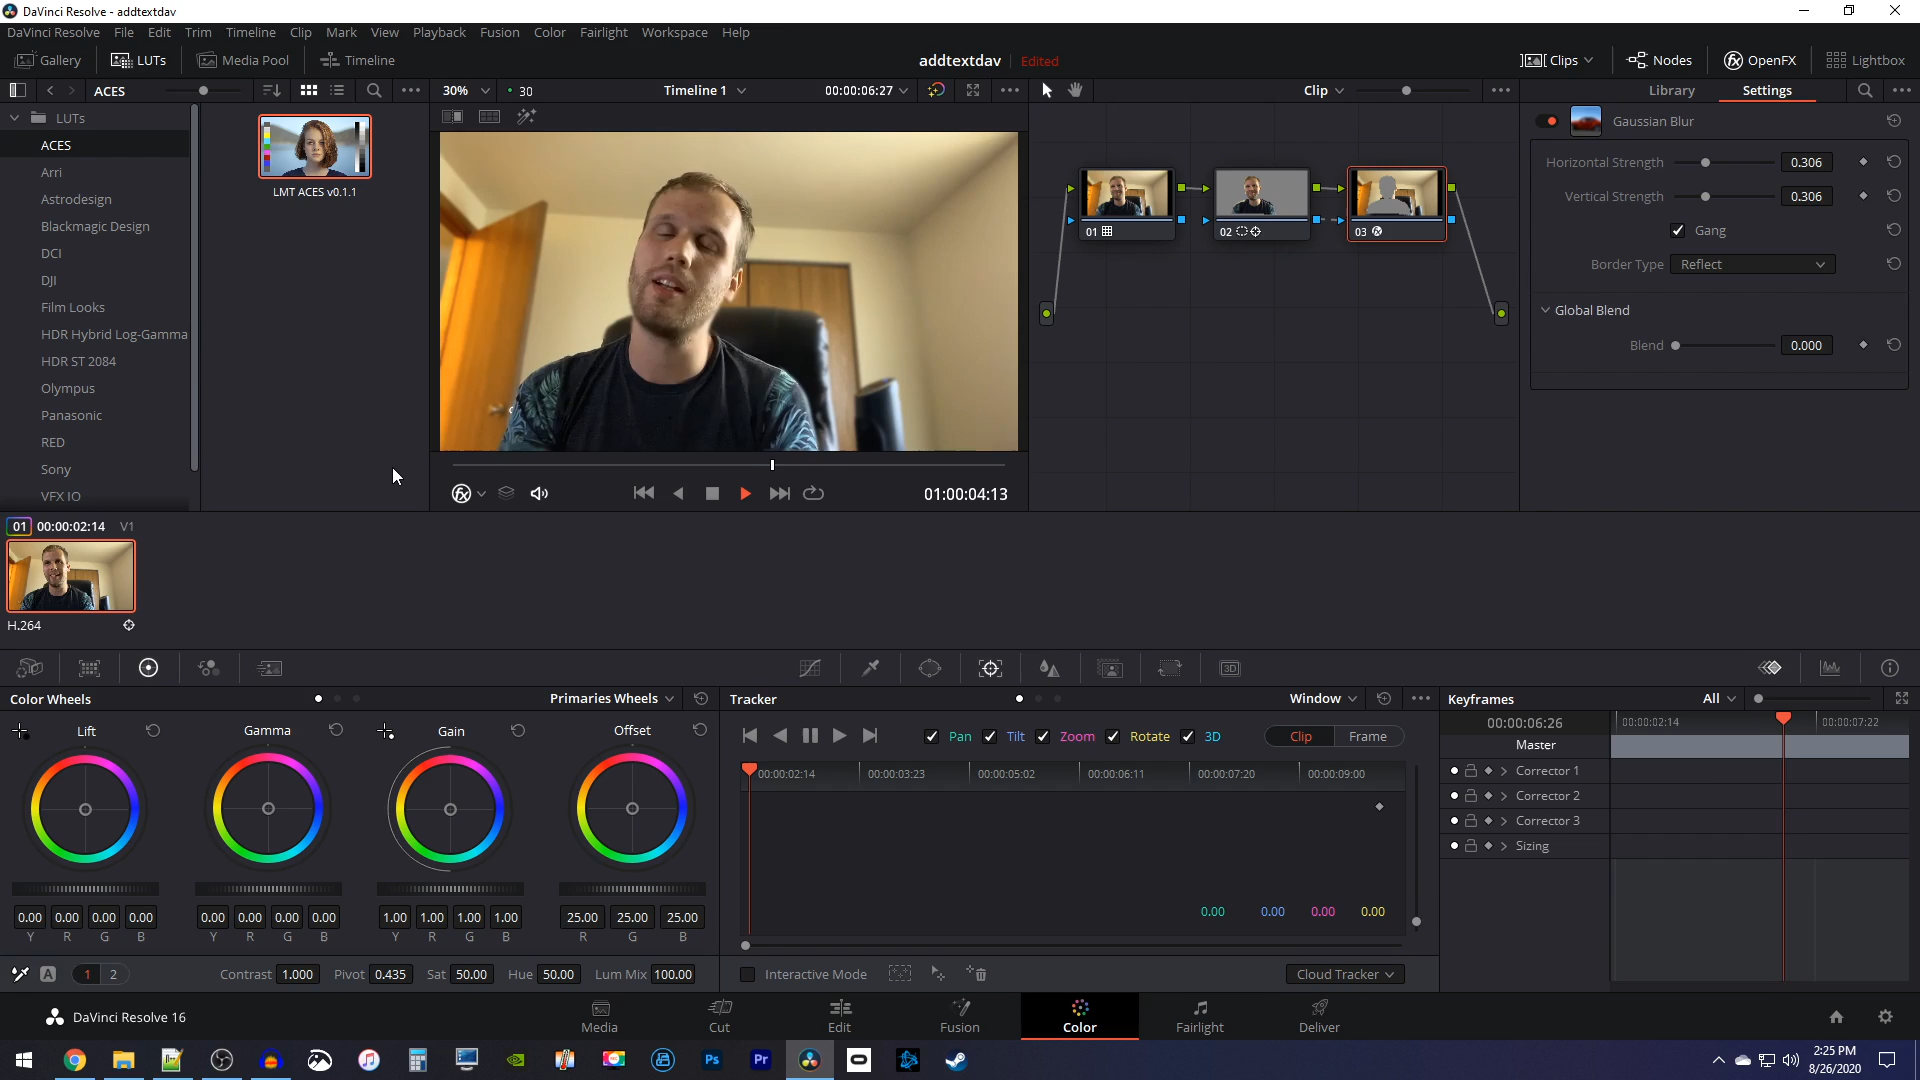 DaVinci Resolve - addtextdav
DaVinci Resolve File Edit Trim Timeline Clip Mark View Playback Fusion Color Fairlight Workspace Help
Gallery LUTs Media Pool Timeline addtextdav Edited Clips Nodes OpenFX Lightbox
ACES 30% 30 Timeline 1 00:00:06:27 Clip Library Settings
LUTs
ACES
Arri
Astrodesign
Blackmagic Design
DCI
DJI
Film Looks
HDR Hybrid Log-Gamma
HDR ST 2084
Olympus
Panasonic
RED
Sony
VFX IO
LMT ACES v0.1.1
01:00:04:13
01
02
03
Gaussian Blur
Horizontal Strength 0.306
Vertical Strength 0.306
Gang
Border Type Reflect
Global Blend
Blend 0.000
01 00:00:02:14 V1
H.264
3D
Color Wheels Primaries Wheels
Lift Gamma Gain Offset
0.00 0.00 0.00 0.00 0.00 0.00 0.00 0.00 1.00 1.00 1.00 1.00 25.00 25.00 25.00
Y R G B Y R G B Y R G B R G B
A 1 2 Contrast 1.000 Pivot 0.435 Sat 50.00 Hue 50.00 Lum Mix 100.00
Tracker Window
Pan Tilt Zoom Rotate 3D Clip Frame
00:00:02:14 00:00:03:23 00:00:05:02 00:00:06:11 00:00:07:20 00:00:09:00
0.00 0.00 0.00 0.00
Interactive Mode Cloud Tracker
Keyframes All
00:00:06:26 00:00:02:14 00:00:07:22
Master
Corrector 1
Corrector 2
Corrector 3
Sizing
DaVinci Resolve 16 Media Cut Edit Fusion Color Fairlight Deliver
Ps Pr
2:25 PM
8/26/2020